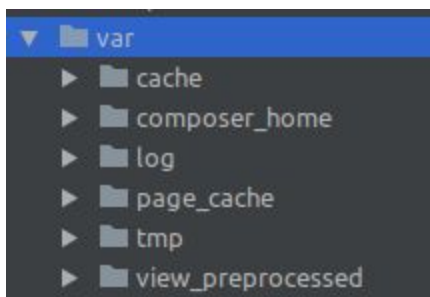 var
cache
composer_home
log
page_cache
tmp
view_preprocessed